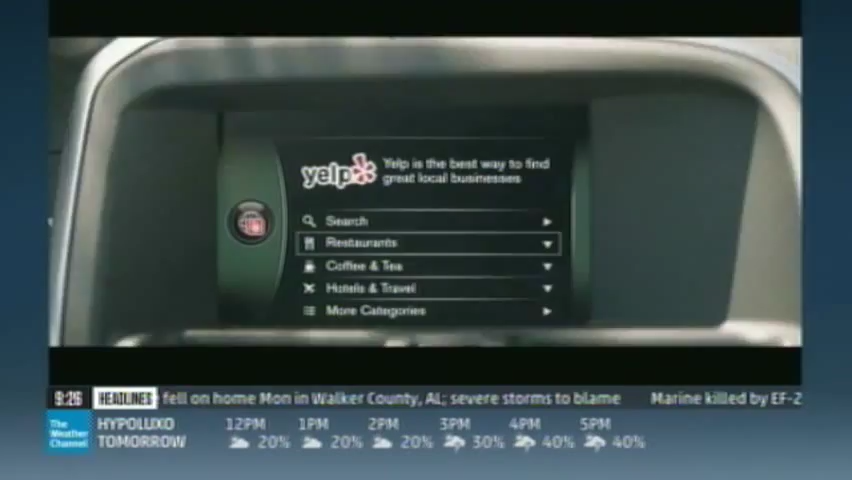 yelp
Yelp is the best way to find
great local businesses
Search
Restaurants
Coffee & Tea
Hotels & Travel
More Categories
9:26 HEADLINES fell on home Mon in Walker County, AL; severe storms to blame Marine killed by EF-2
The Weather Channel
HYPOLUXO 12PM 1PM 2PM 3PM 4PM 5PM
TOMORROW 20% 20% 20% 30% 40% 40%